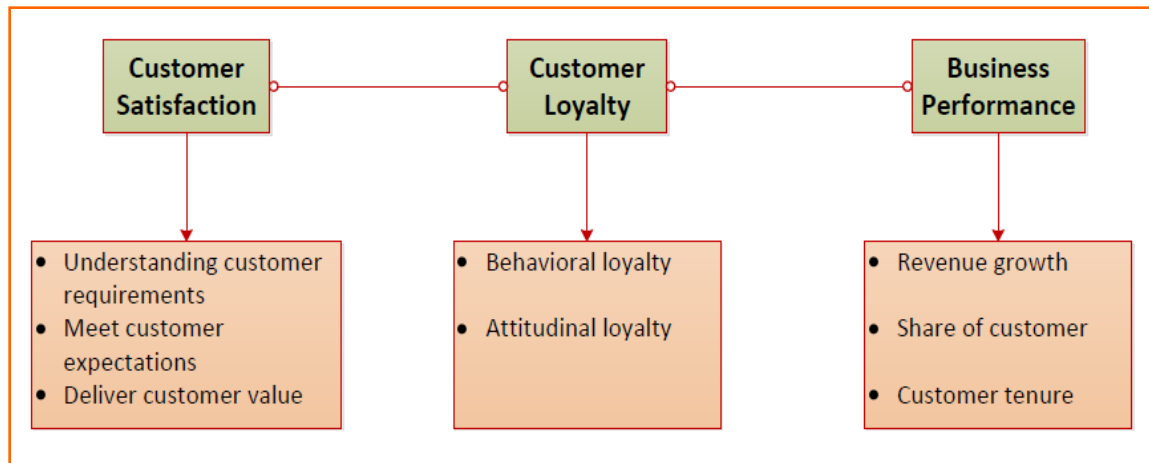 Customer
Satisfaction
Customer
Loyalty
Business
Performance
• Understanding customer
requirements
• Meet customer
expectations
• Deliver customer value
• Behavioral loyalty
• Attitudinal loyalty
• Revenue growth
• Share of customer
• Customer tenure